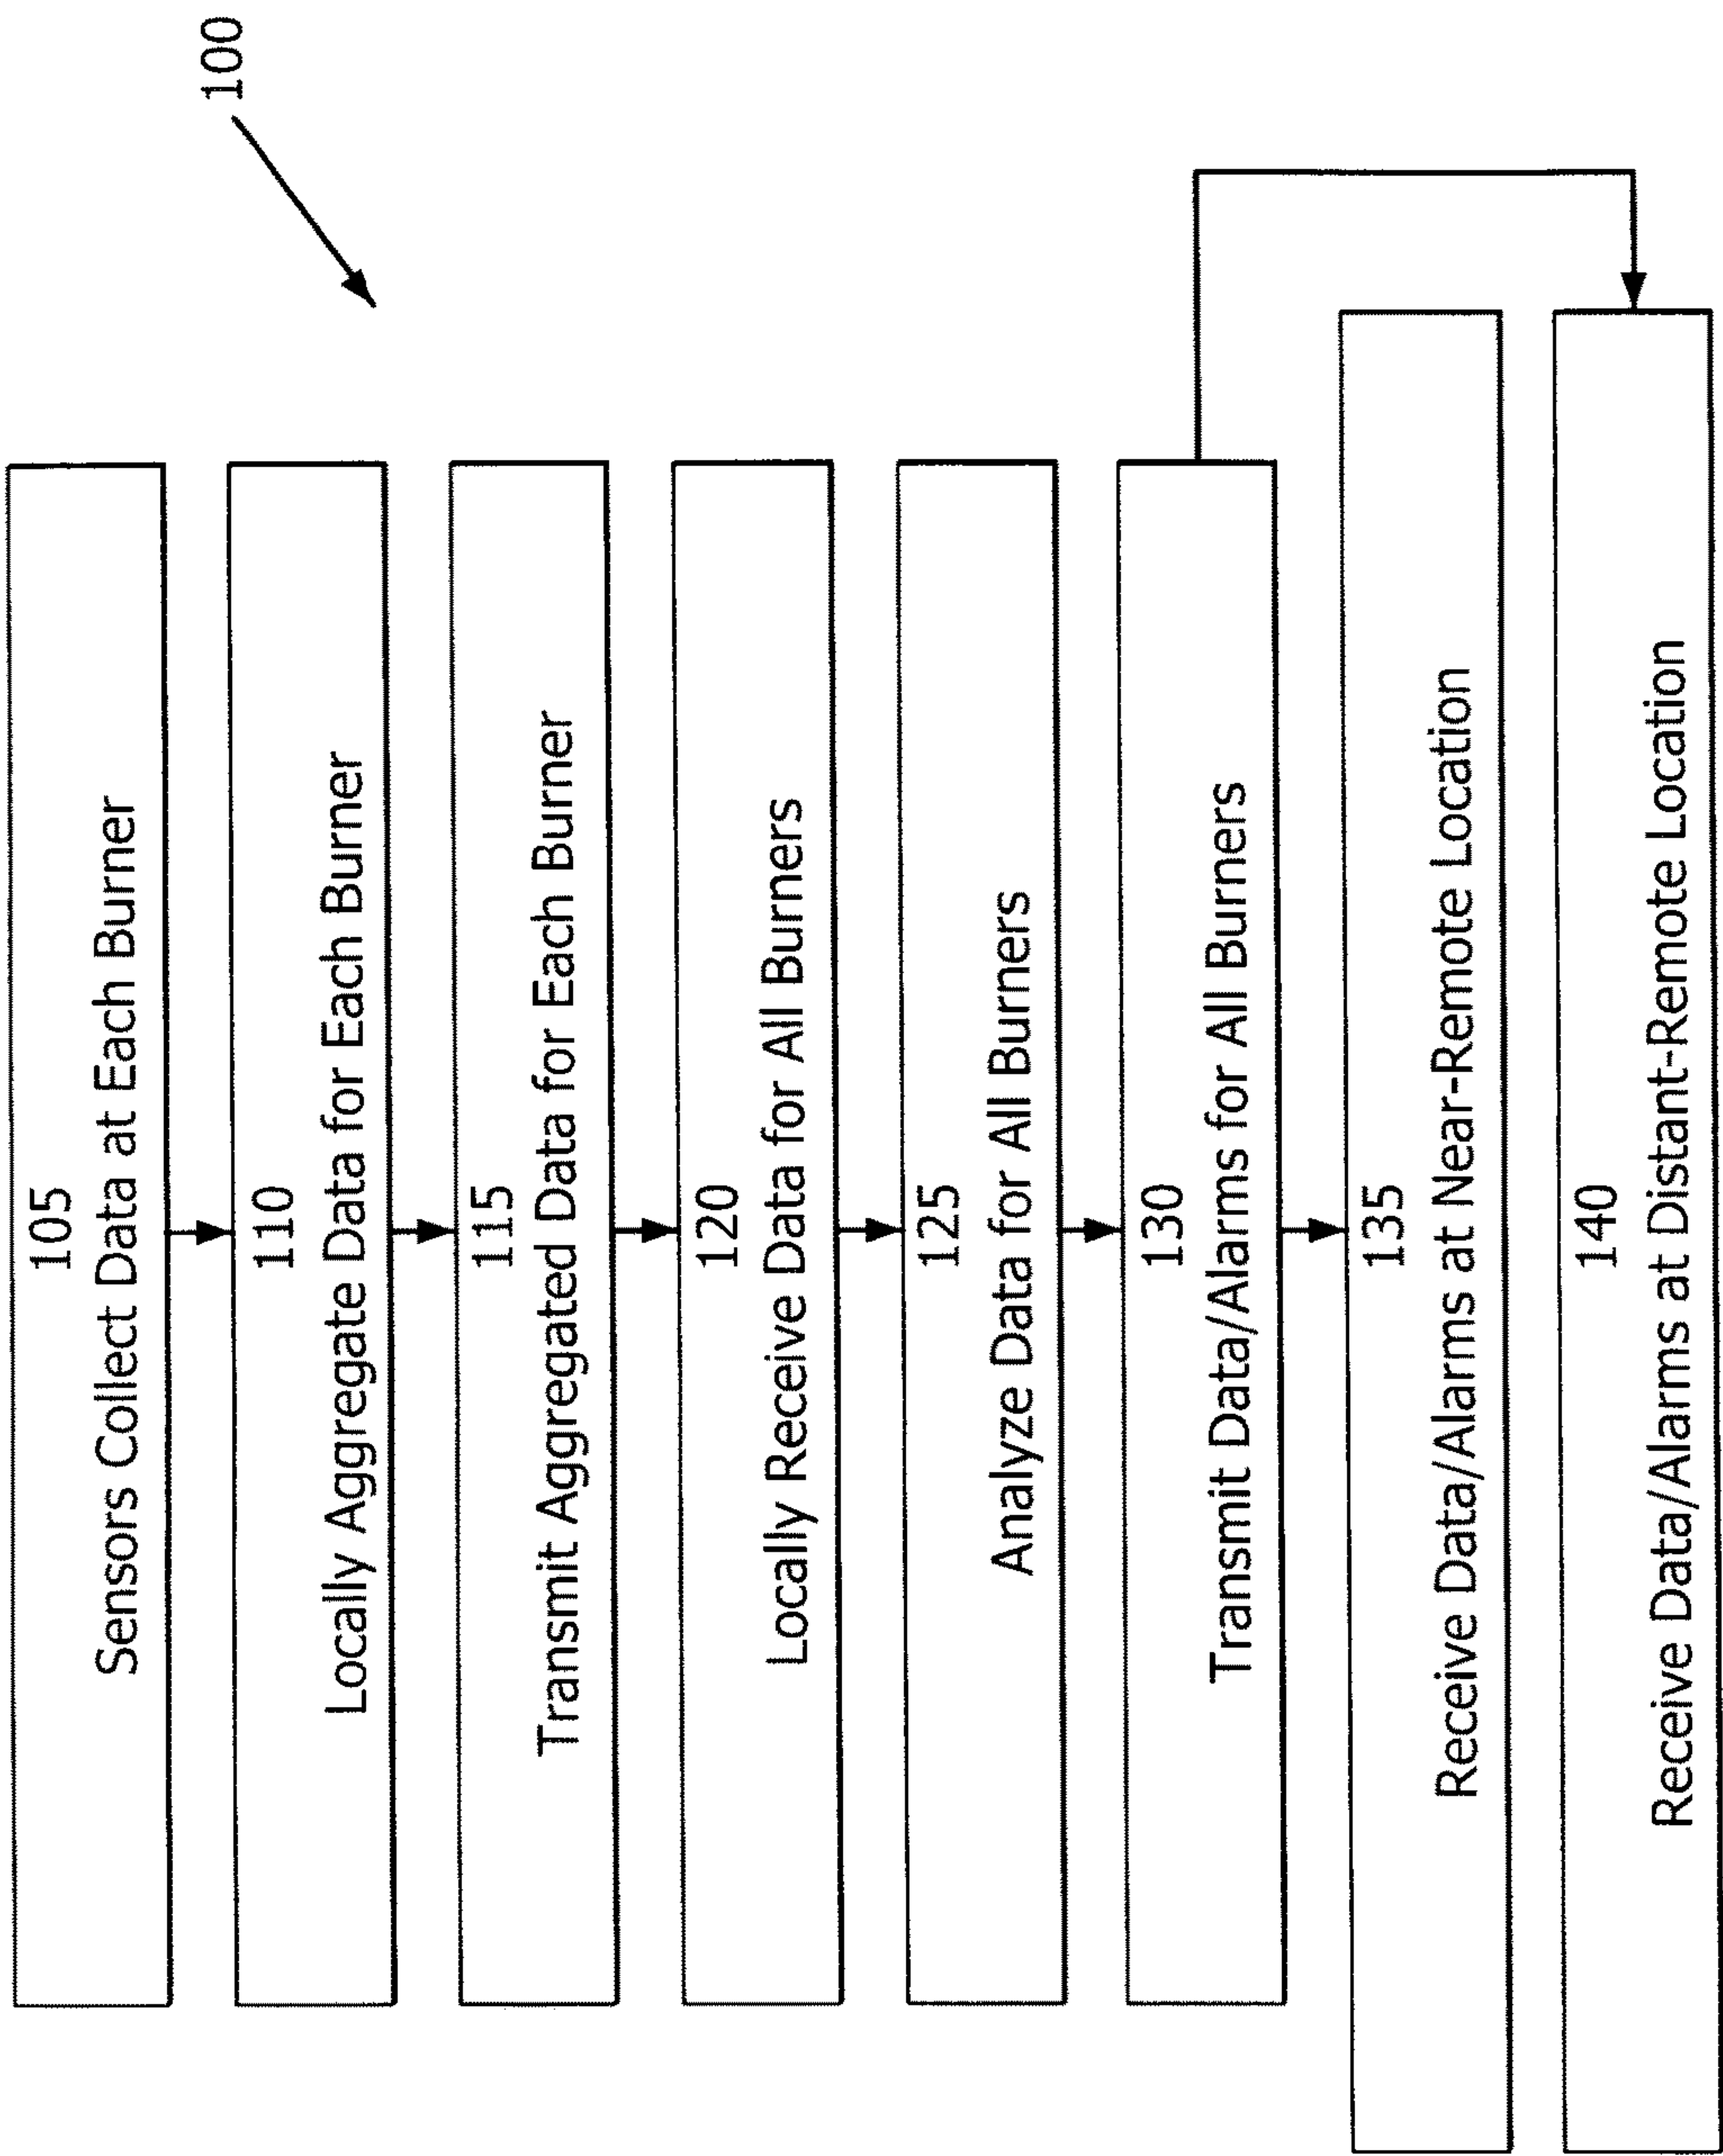 100
105
Sensors Collect Data at Each Burner
110
Locally Aggregate Data for Each Burner
115
Transmit Aggregated Data for Each Burner
120
Locally Receive Data for All Burners
125
Analyze Data for All Burners
130
Transmit Data/Alarms for All Burners
135
Receive Data/Alarms at Near-Remote Location
140
Receive Data/Alarms at Distant-Remote Location